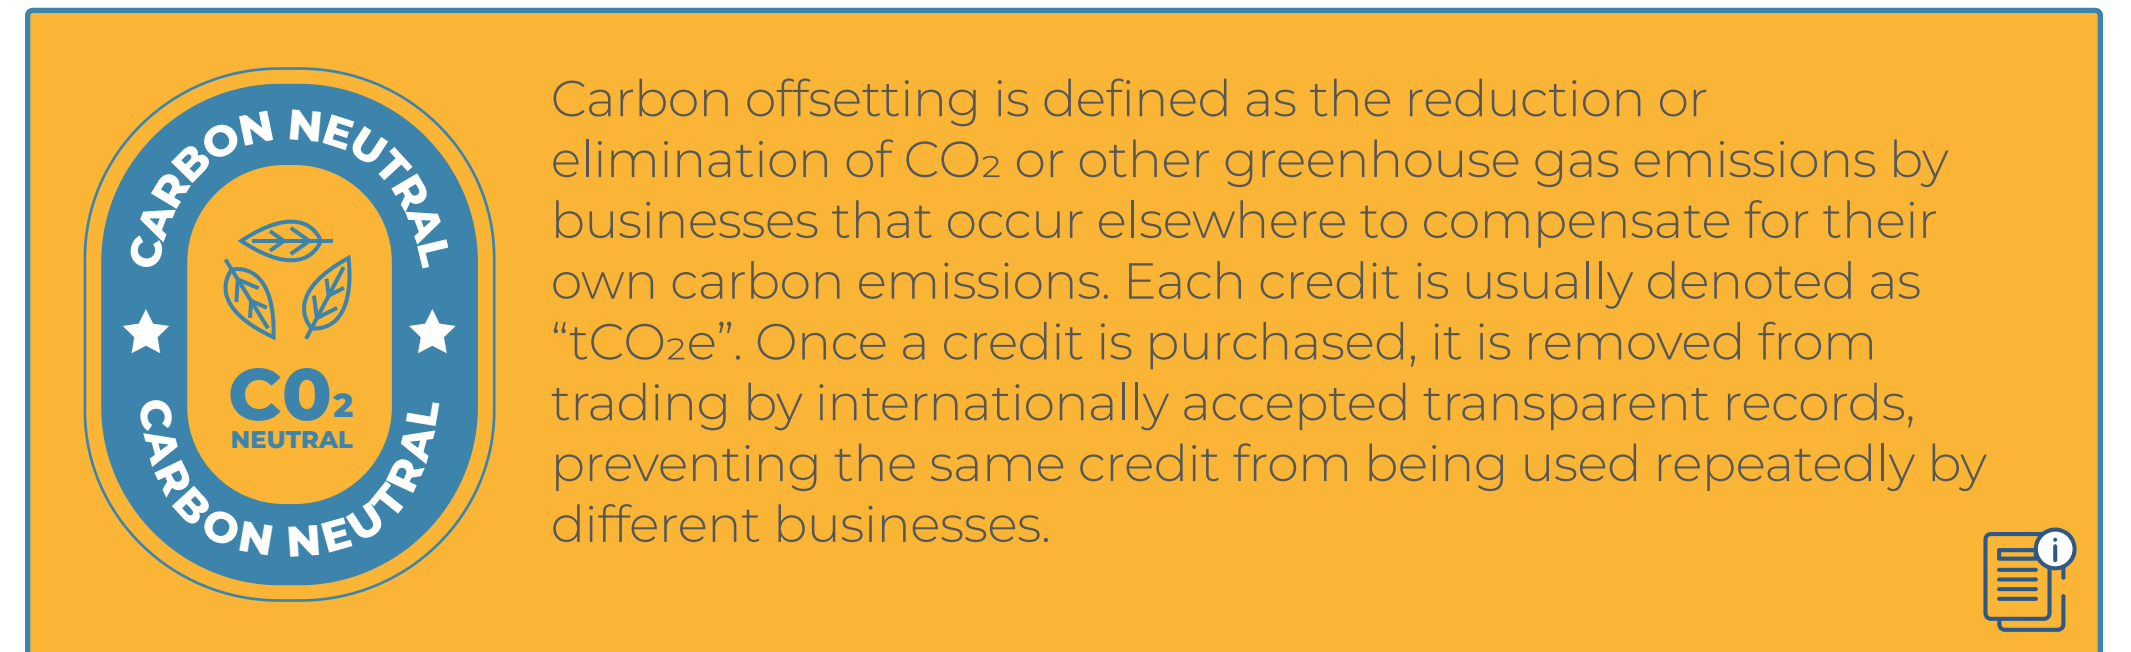 CARBON NEUTRAL
C0₂
NEUTRAL
CARBON NEUTRAL
Carbon offsetting is defined as the reduction or
elimination of CO₂ or other greenhouse gas emissions by
businesses that occur elsewhere to compensate for their
own carbon emissions. Each credit is usually denoted as
“tCO₂e”. Once a credit is purchased, it is removed from
trading by internationally accepted transparent records,
preventing the same credit from being used repeatedly by
different businesses.
i